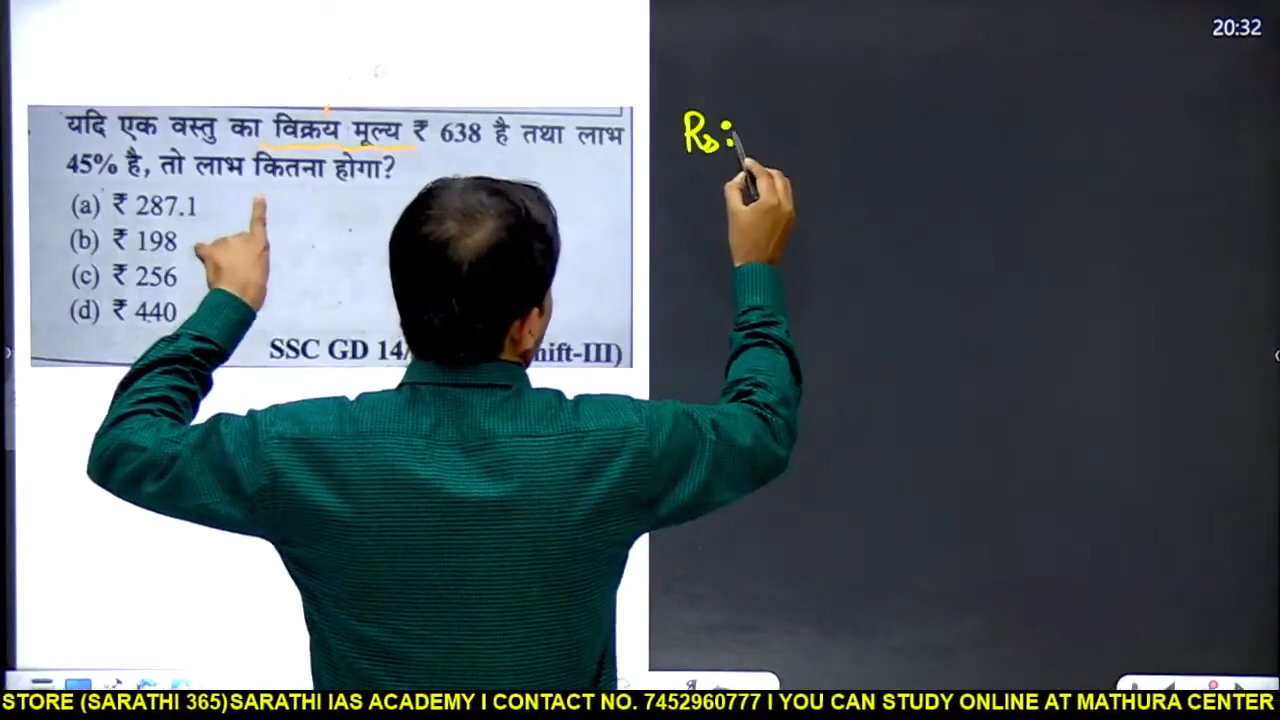 20:32
यदि एक वस्तु का विक्रय मूल्य ₹ 638 है तथा लाभ
45% है, तो लाभ कितना होगा?
(a) ₹ 287.1
(b) ₹ 198
(c) ₹ 256
(d) ₹ 440
SSC GD 14/ hift-III)
Rs:
STORE (SARATHI 365)SARATHI IAS ACADEMY I CONTACT NO. 7452960777 I YOU CAN STUDY ONLINE AT MATHURA CENTER